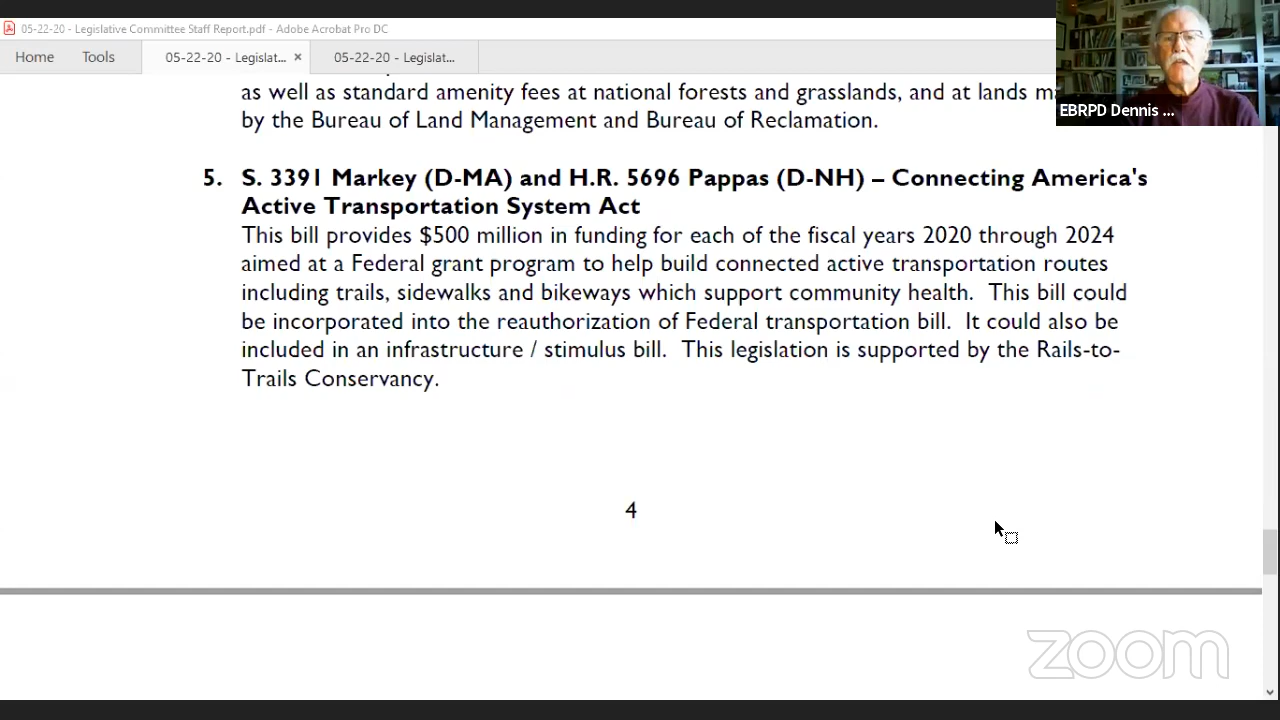 05-22-20 - Legislative Committee Staff Report.pdf - Adobe Acrobat Pro DC
Home Tools 05-22-20 - Legislat... × 05-22-20 - Legislat...
EBRPD Dennis ...
as well as standard amenity fees at national forests and grasslands, and at lands
by the Bureau of Land Management and Bureau of Reclamation.
5. S. 3391 Markey (D-MA) and H.R. 5696 Pappas (D-NH) – Connecting America's
Active Transportation System Act
This bill provides $500 million in funding for each of the fiscal years 2020 through 2024
aimed at a Federal grant program to help build connected active transportation routes
including trails, sidewalks and bikeways which support community health.  This bill could
be incorporated into the reauthorization of Federal transportation bill.  It could also be
included in an infrastructure / stimulus bill.  This legislation is supported by the Rails-to-
Trails Conservancy.
4
zoom